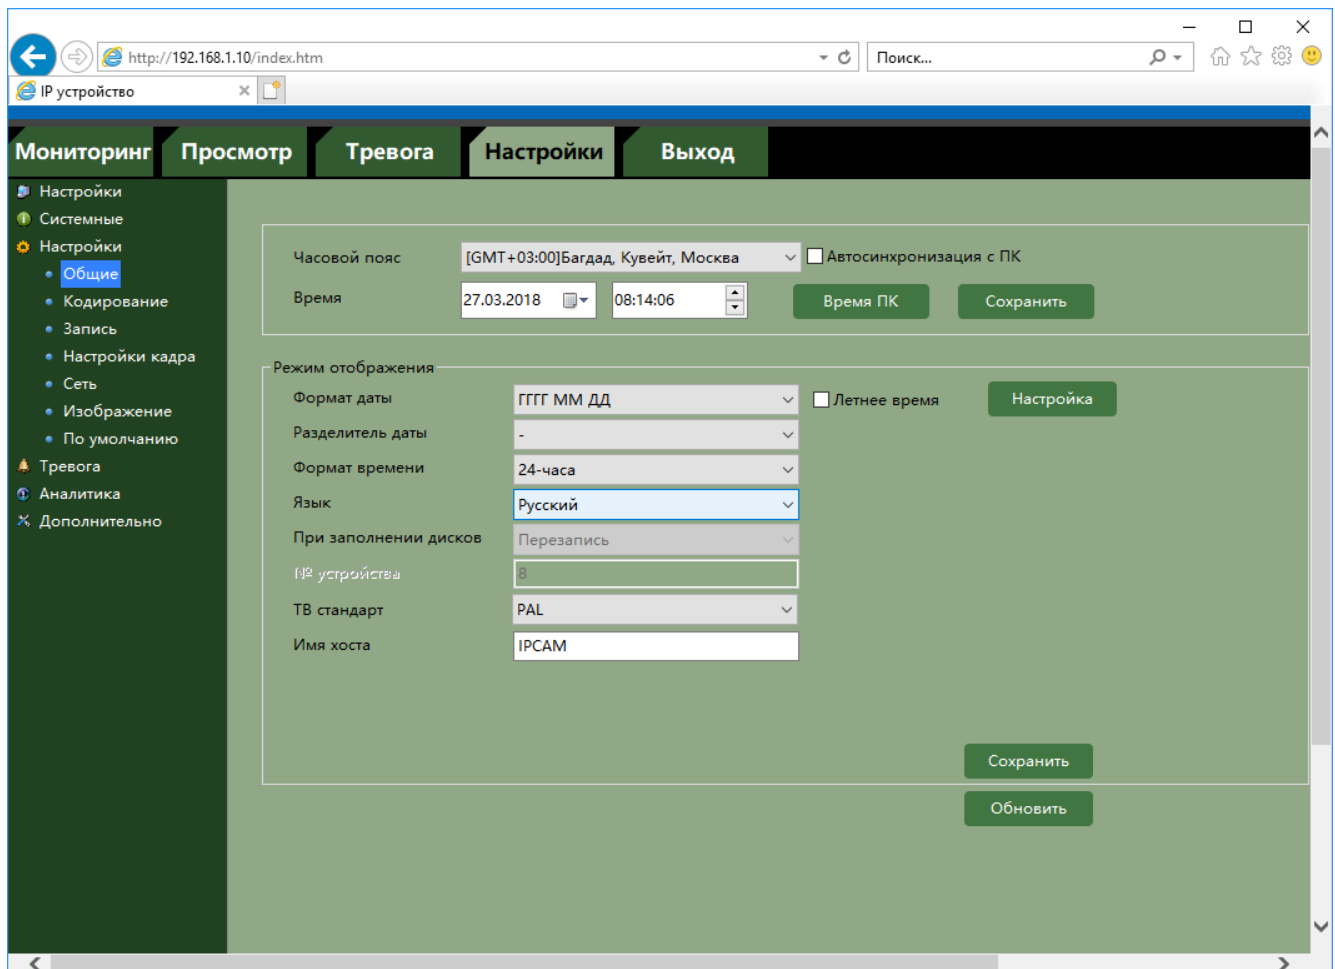 http://192.168.1.10/index.htm
Поиск...
IP устройство
Мониторинг Просмотр Тревога Настройки Выход
Настройки
Системные
Настройки
Общие
Кодирование
Запись
Настройки кадра
Сеть
Изображение
По умолчанию
Тревога
Аналитика
Дополнительно
Часовой пояс [GMT+03:00]Багдад, Кувейт, Москва Автосинхронизация с ПК
Время 27.03.2018 08:14:06 Время ПК Сохранить
Режим отображения
Формат даты ГГГГ ММ ДД Летнее время Настройка
Разделитель даты -
Формат времени 24-часа
Язык Русский
При заполнении дисков Перезапись
№ устройства 8
ТВ стандарт PAL
Имя хоста IPCAM
Сохранить
Обновить